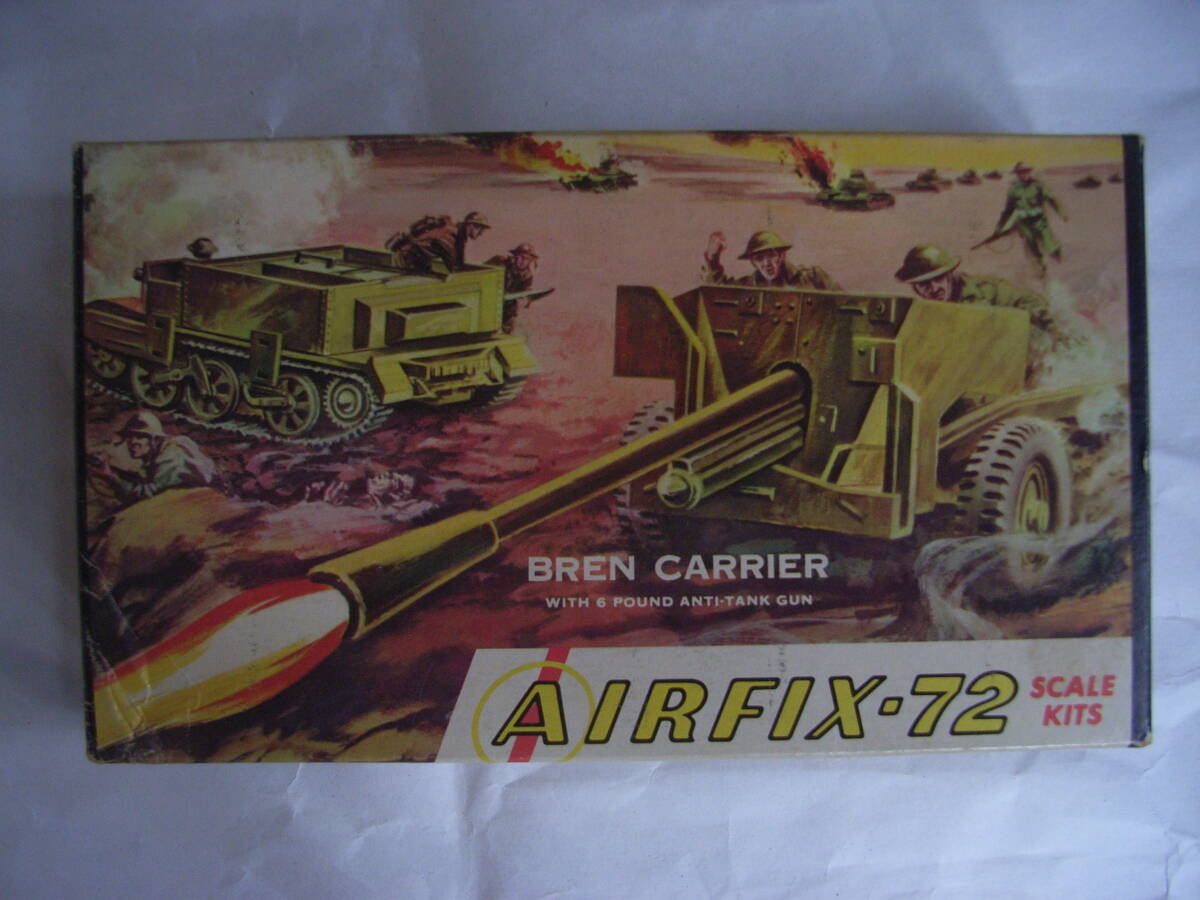 BREN CARRIER
WITH 6 POUND ANTI-TANK GUN
AIRFIX-72
SCALE
KITS